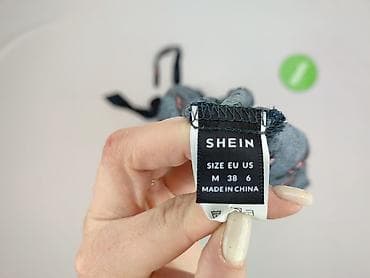 SHEIN
SIZE EU US
M 38 6
MADE IN CHINA